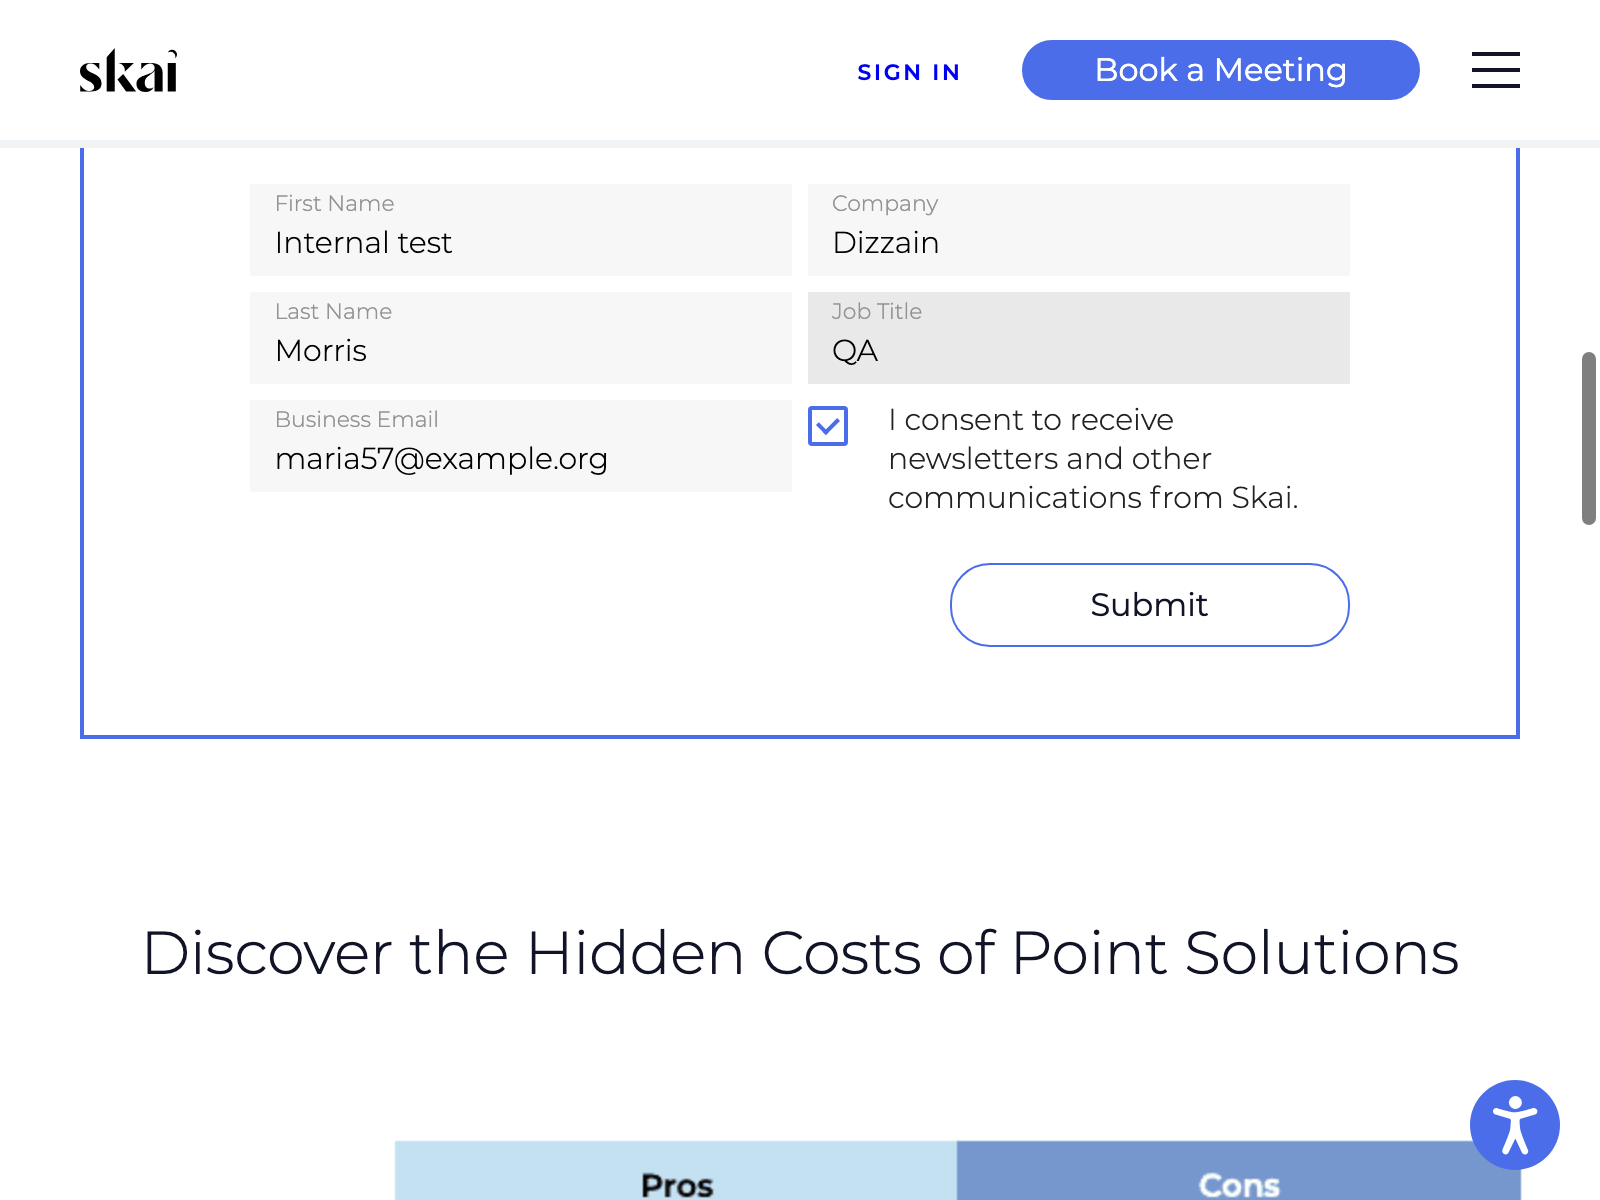 skai
SIGN IN
Book a Meeting
First Name
Internal test
Company
Dizzain
Last Name
Morris
Job Title
QA
Business Email
maria57@example.org
I consent to receive
newsletters and other
communications from Skai.
Submit
Discover the Hidden Costs of Point Solutions
Pros
Cons